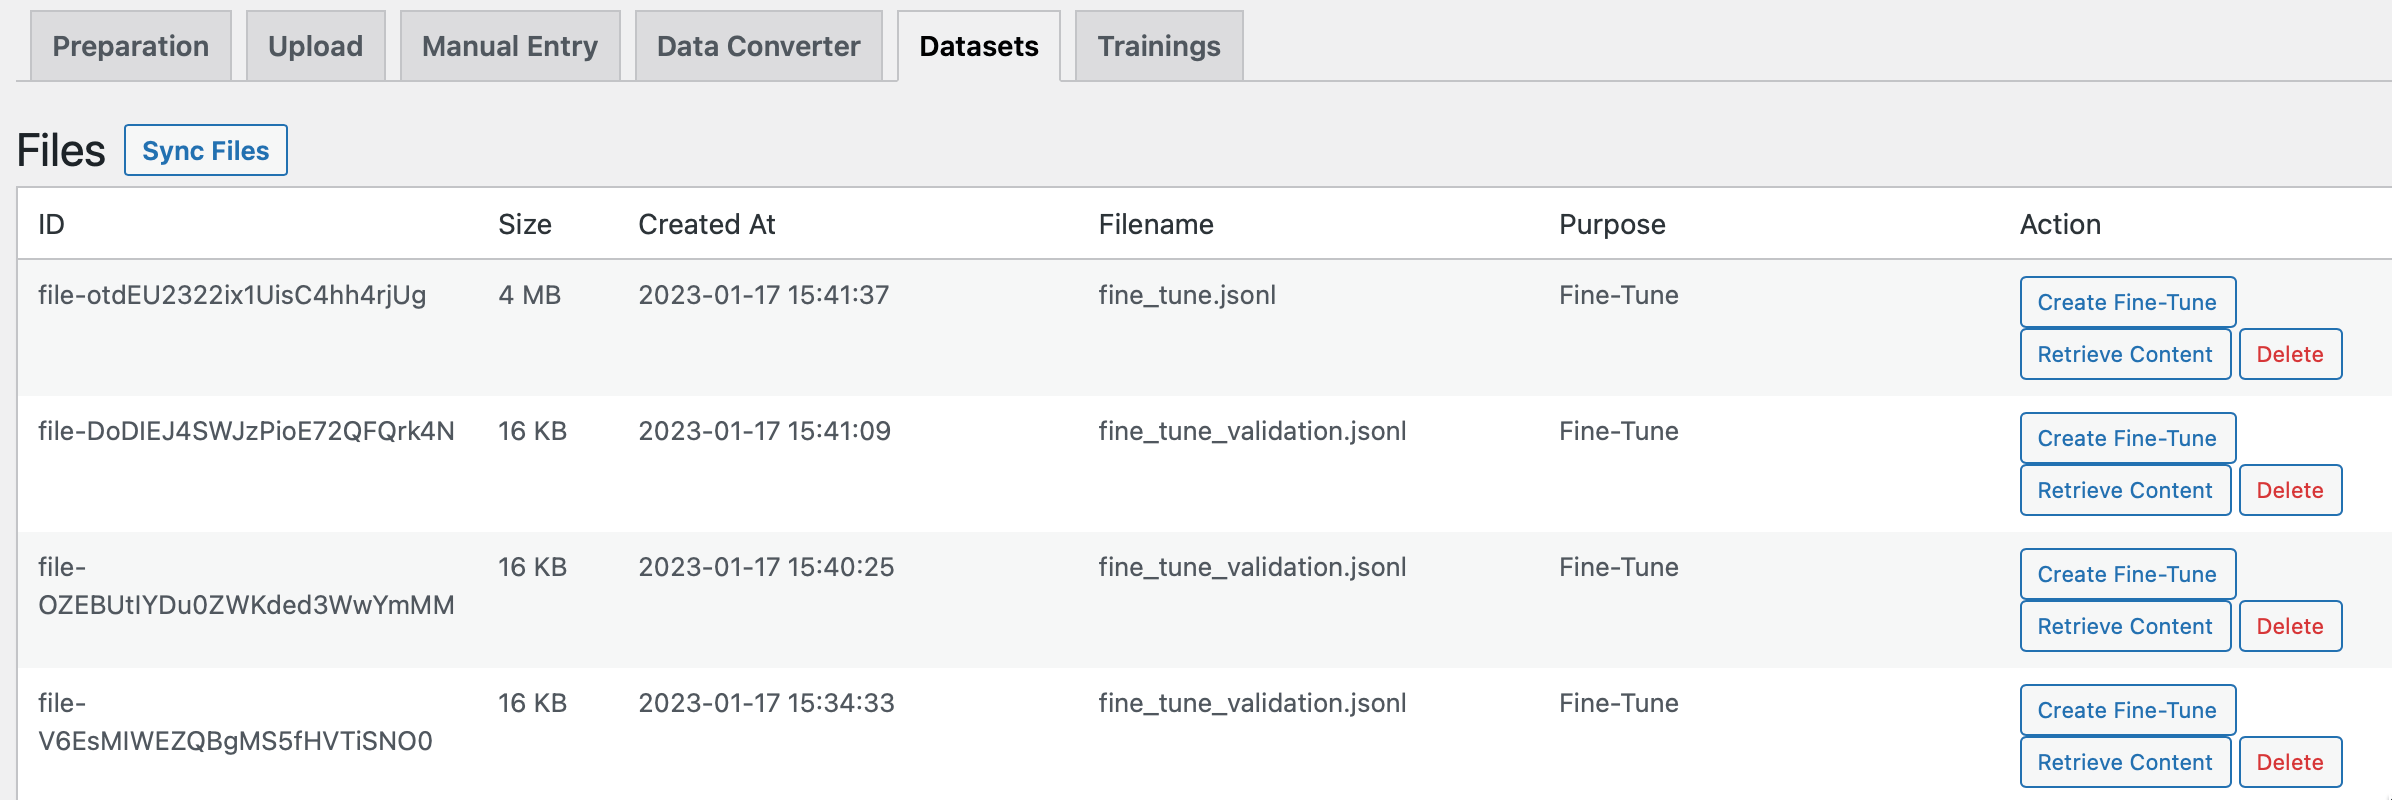 Preparation Upload Manual Entry Data Converter Datasets Trainings
Files Sync Files
ID Size Created At Filename Purpose Action
file-otdEU2322ix1UisC4hh4rjUg 4 MB 2023-01-17 15:41:37 fine_tune.jsonl Fine-Tune Create Fine-Tune
Retrieve Content Delete
file-DoDIEJ4SWJzPioE72QFQrk4N 16 KB 2023-01-17 15:41:09 fine_tune_validation.jsonl Fine-Tune Create Fine-Tune
Retrieve Content Delete
file- 16 KB 2023-01-17 15:40:25 fine_tune_validation.jsonl Fine-Tune Create Fine-Tune
OZEBUtIYDu0ZWKded3WwYmMM Retrieve Content Delete
file- 16 KB 2023-01-17 15:34:33 fine_tune_validation.jsonl Fine-Tune Create Fine-Tune
V6EsMIWEZQBgMS5fHVTiSNO0 Retrieve Content Delete